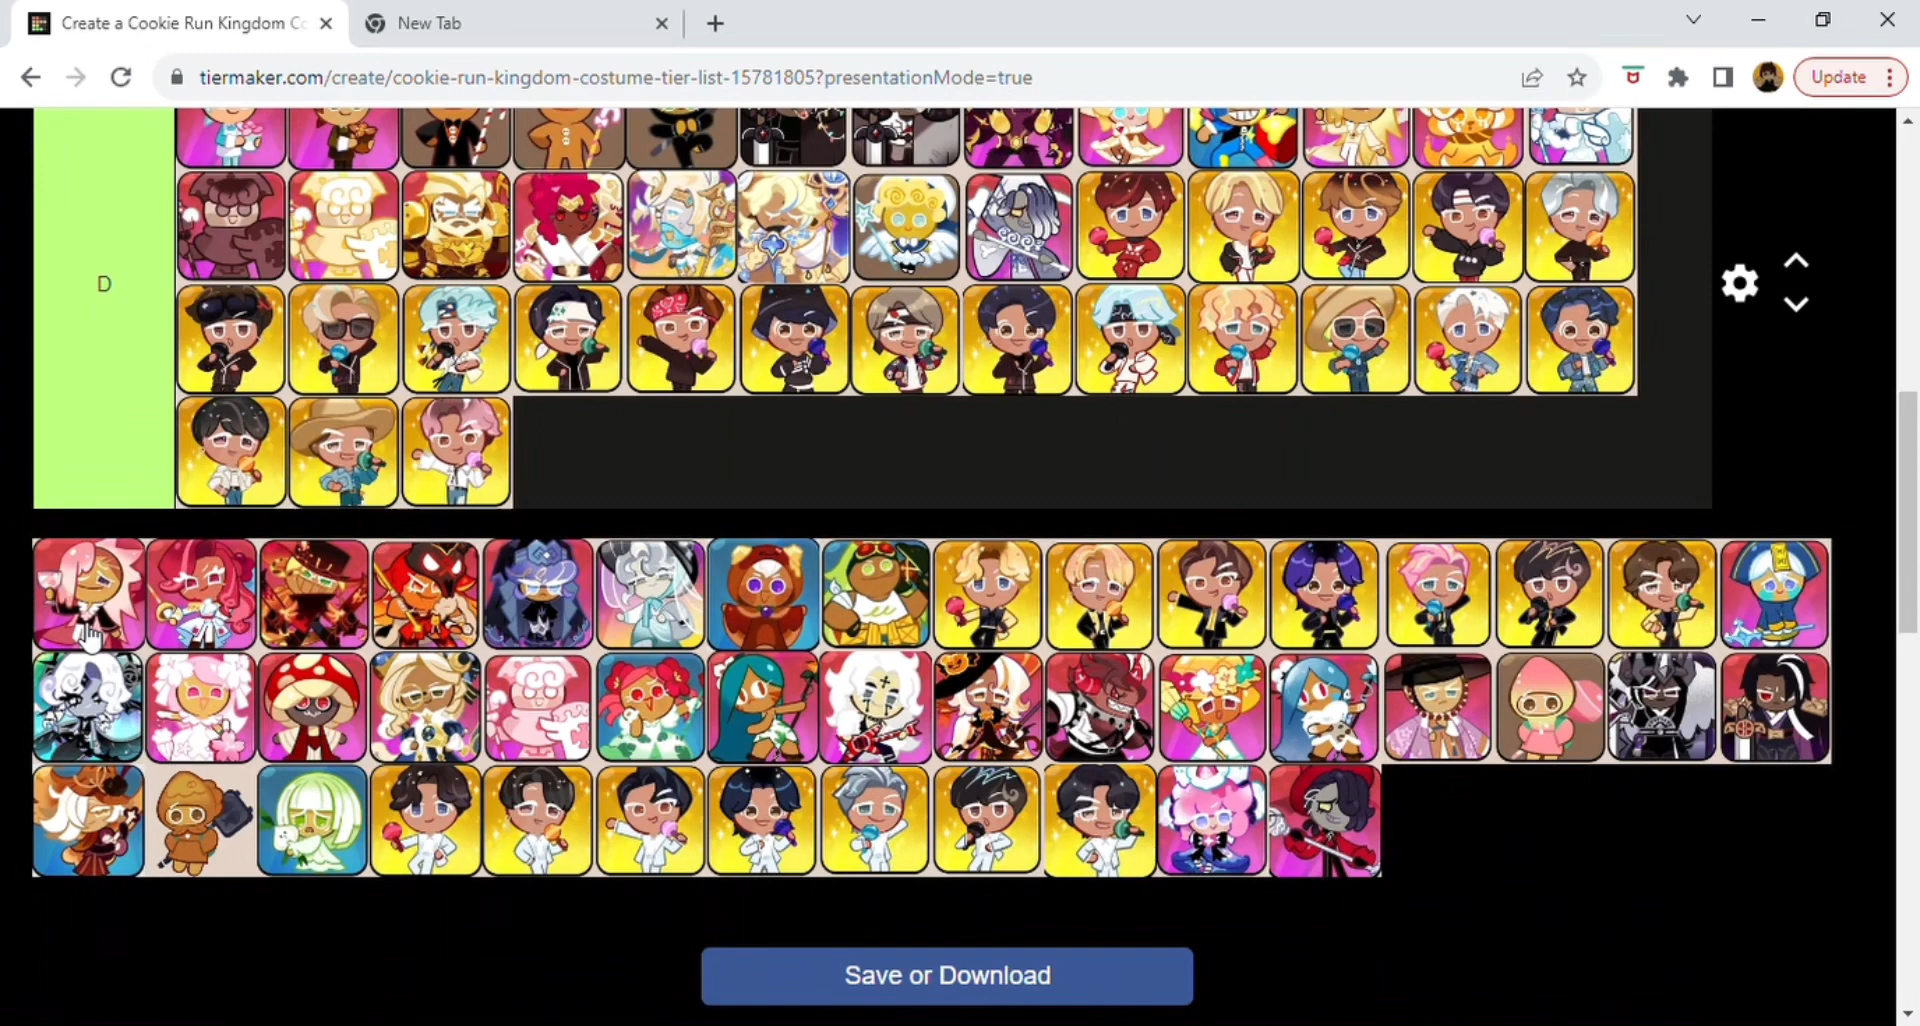 Create a Cookie Run Kingdom Co
New Tab
tiermaker.com/create/cookie-run-kingdom-costume-tier-list-15781805?presentationMode=true
Update
D
Save or Download